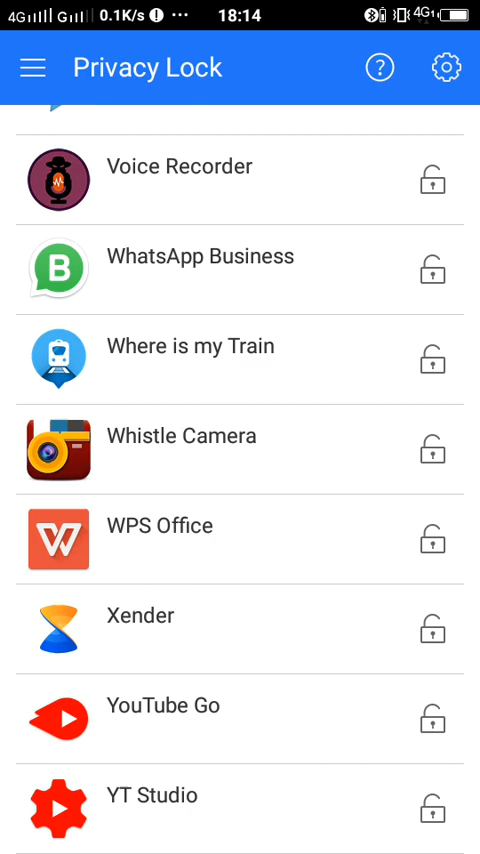 4G G 0.1K/s ! ... 18:14 4G 1
Privacy Lock ?
Voice Recorder
B WhatsApp Business
Where is my Train
Whistle Camera
W WPS Office
Xender
YouTube Go
YT Studio